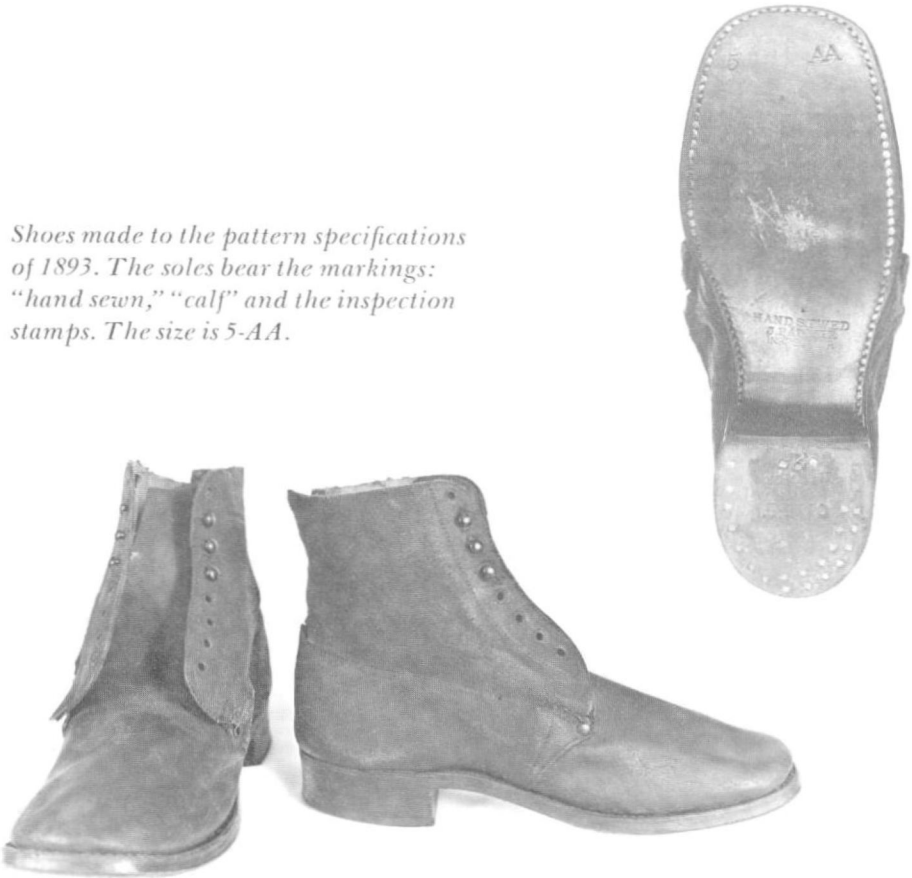 Shoes made to the pattern specifications
of 1893. The soles bear the markings:
"hand sewn," "calf" and the inspection
stamps. The size is 5-AA.
5 AA
HAND SEWED